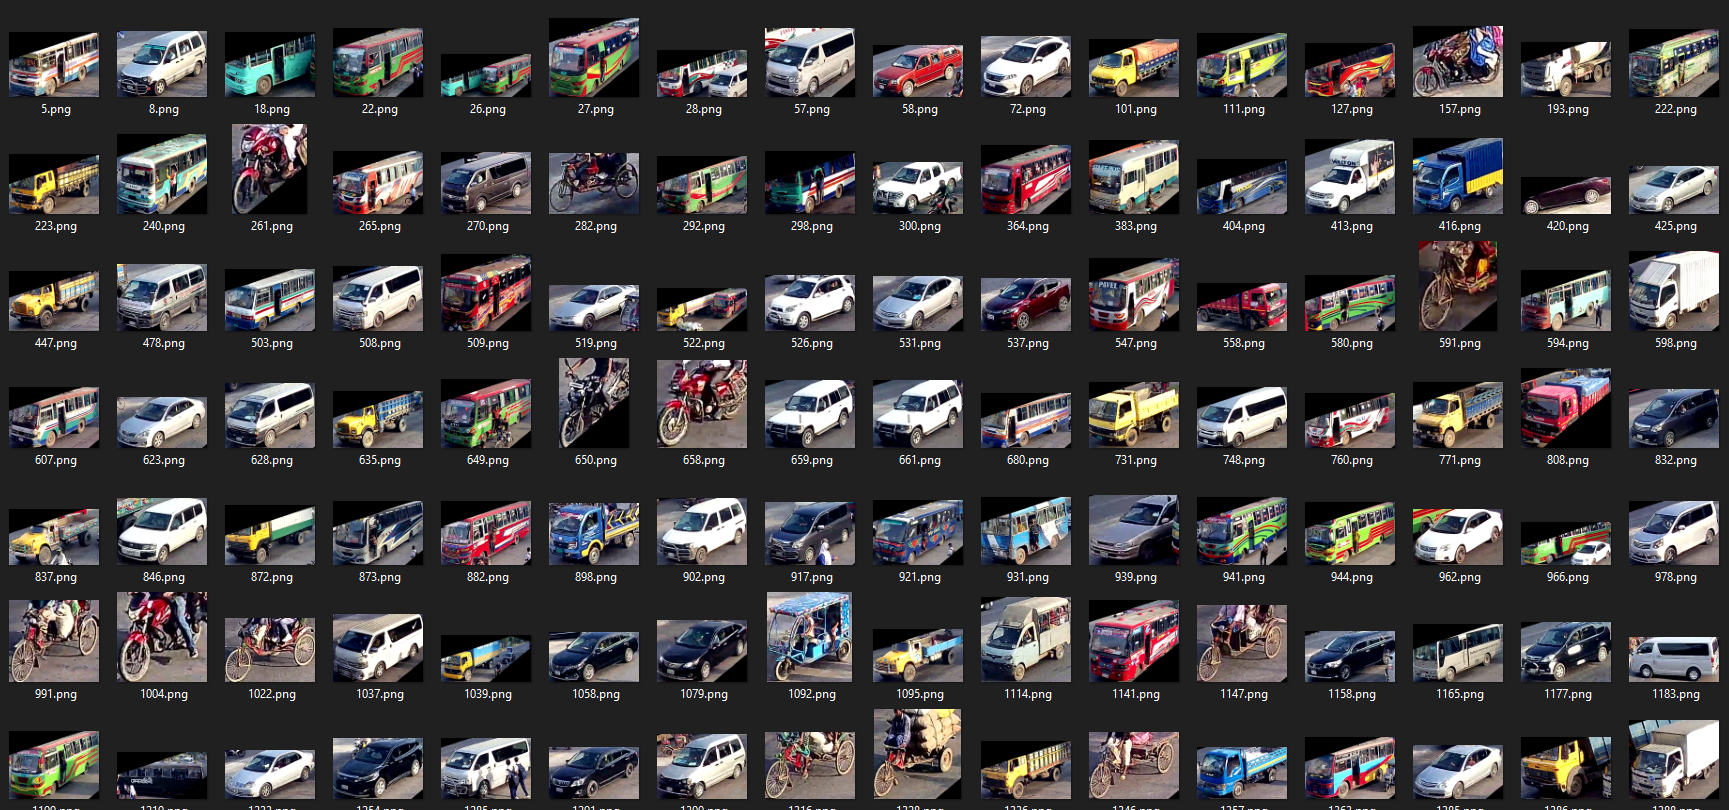 5.png 8.png 18.png 22.png 26.png 27.png 28.png 57.png 58.png 72.png 101.png 111.png 127.png 157.png 193.png 222.png
WALTON
223.png 240.png 261.png 265.png 270.png 282.png 292.png 298.png 300.png 364.png 383.png 404.png 413.png 416.png 420.png 425.png
PAVEL
447.png 478.png 503.png 508.png 509.png 519.png 522.png 526.png 531.png 537.png 547.png 558.png 580.png 591.png 594.png 598.png
607.png 623.png 628.png 635.png 649.png 650.png 658.png 659.png 661.png 680.png 731.png 748.png 760.png 771.png 808.png 832.png
837.png 846.png 872.png 873.png 882.png 898.png 902.png 917.png 921.png 931.png 939.png 941.png 944.png 962.png 966.png 978.png
991.png 1004.png 1022.png 1037.png 1039.png 1058.png 1079.png 1092.png 1095.png 1114.png 1141.png 1147.png 1158.png 1165.png 1177.png 1183.png